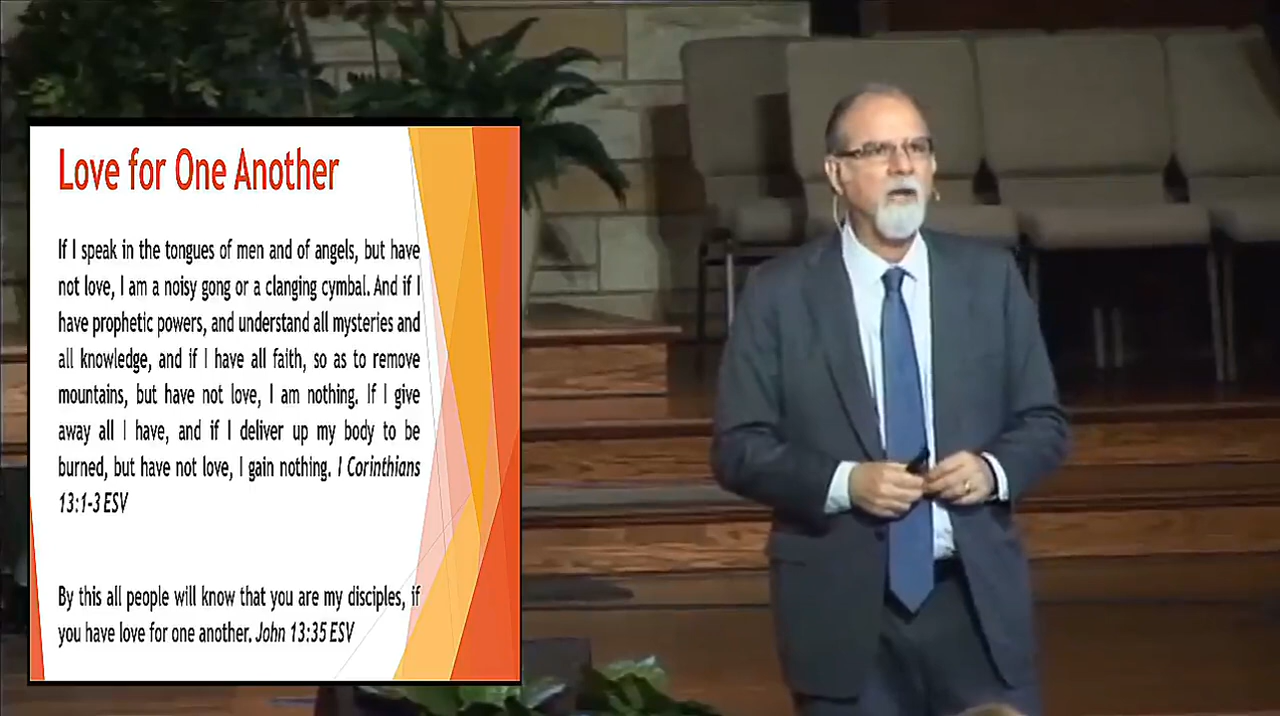 Love for One Another
If I speak in the tongues of men and of angels, but have
not love, I am a noisy gong or a clanging cymbal. And if I
have prophetic powers, and understand all mysteries and
all knowledge, and if I have all faith, so as to remove
mountains, but have not love, I am nothing. If I give
away all I have, and if I deliver up my body to be
burned, but have not love, I gain nothing. I Corinthians
13:1-3 ESV
By this all people will know that you are my disciples, if
you have love for one another. John 13:35 ESV